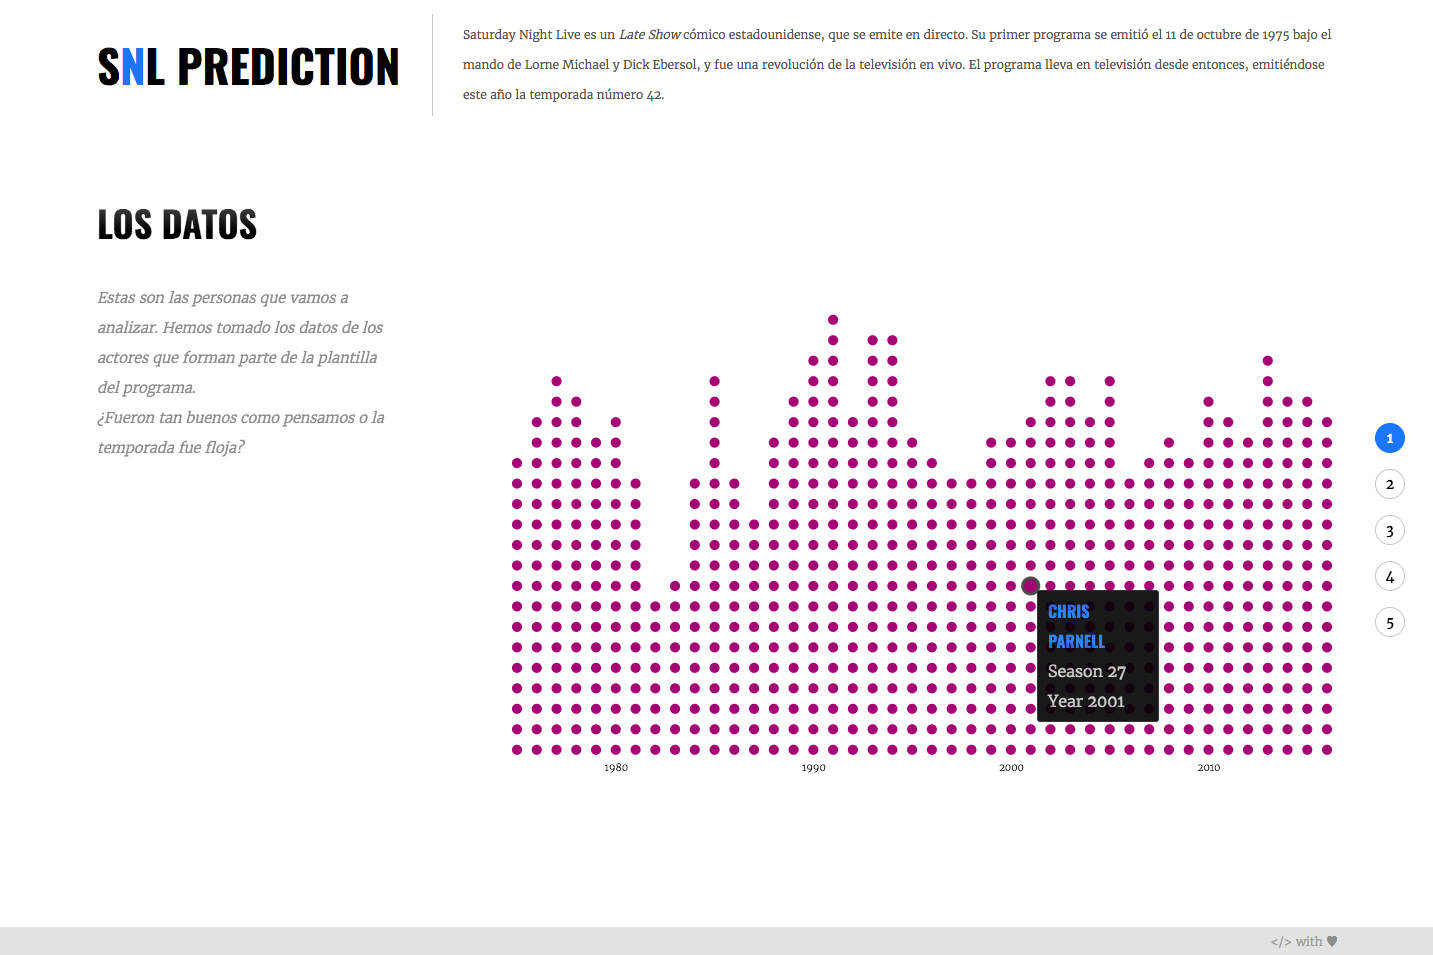 SNL PREDICTION
Saturday Night Live es un Late Show cómico estadounidense, que se emite en directo. Su primer programa se emitió el 11 de octubre de 1975 bajo el
mando de Lorne Michael y Dick Ebersol, y fue una revolución de la televisión en vivo. El programa lleva en televisión desde entonces, emitiéndose
este año la temporada número 42.
LOS DATOS
Estas son las personas que vamos a
analizar. Hemos tomado los datos de los
actores que forman parte de la plantilla
del programa.
¿Fueron tan buenos como pensamos o la
temporada fue floja?
CHRIS
PARNELL
Season 27
Year 2001
1980 1990 2000 2010
1
2
3
4
5
</> with ♥